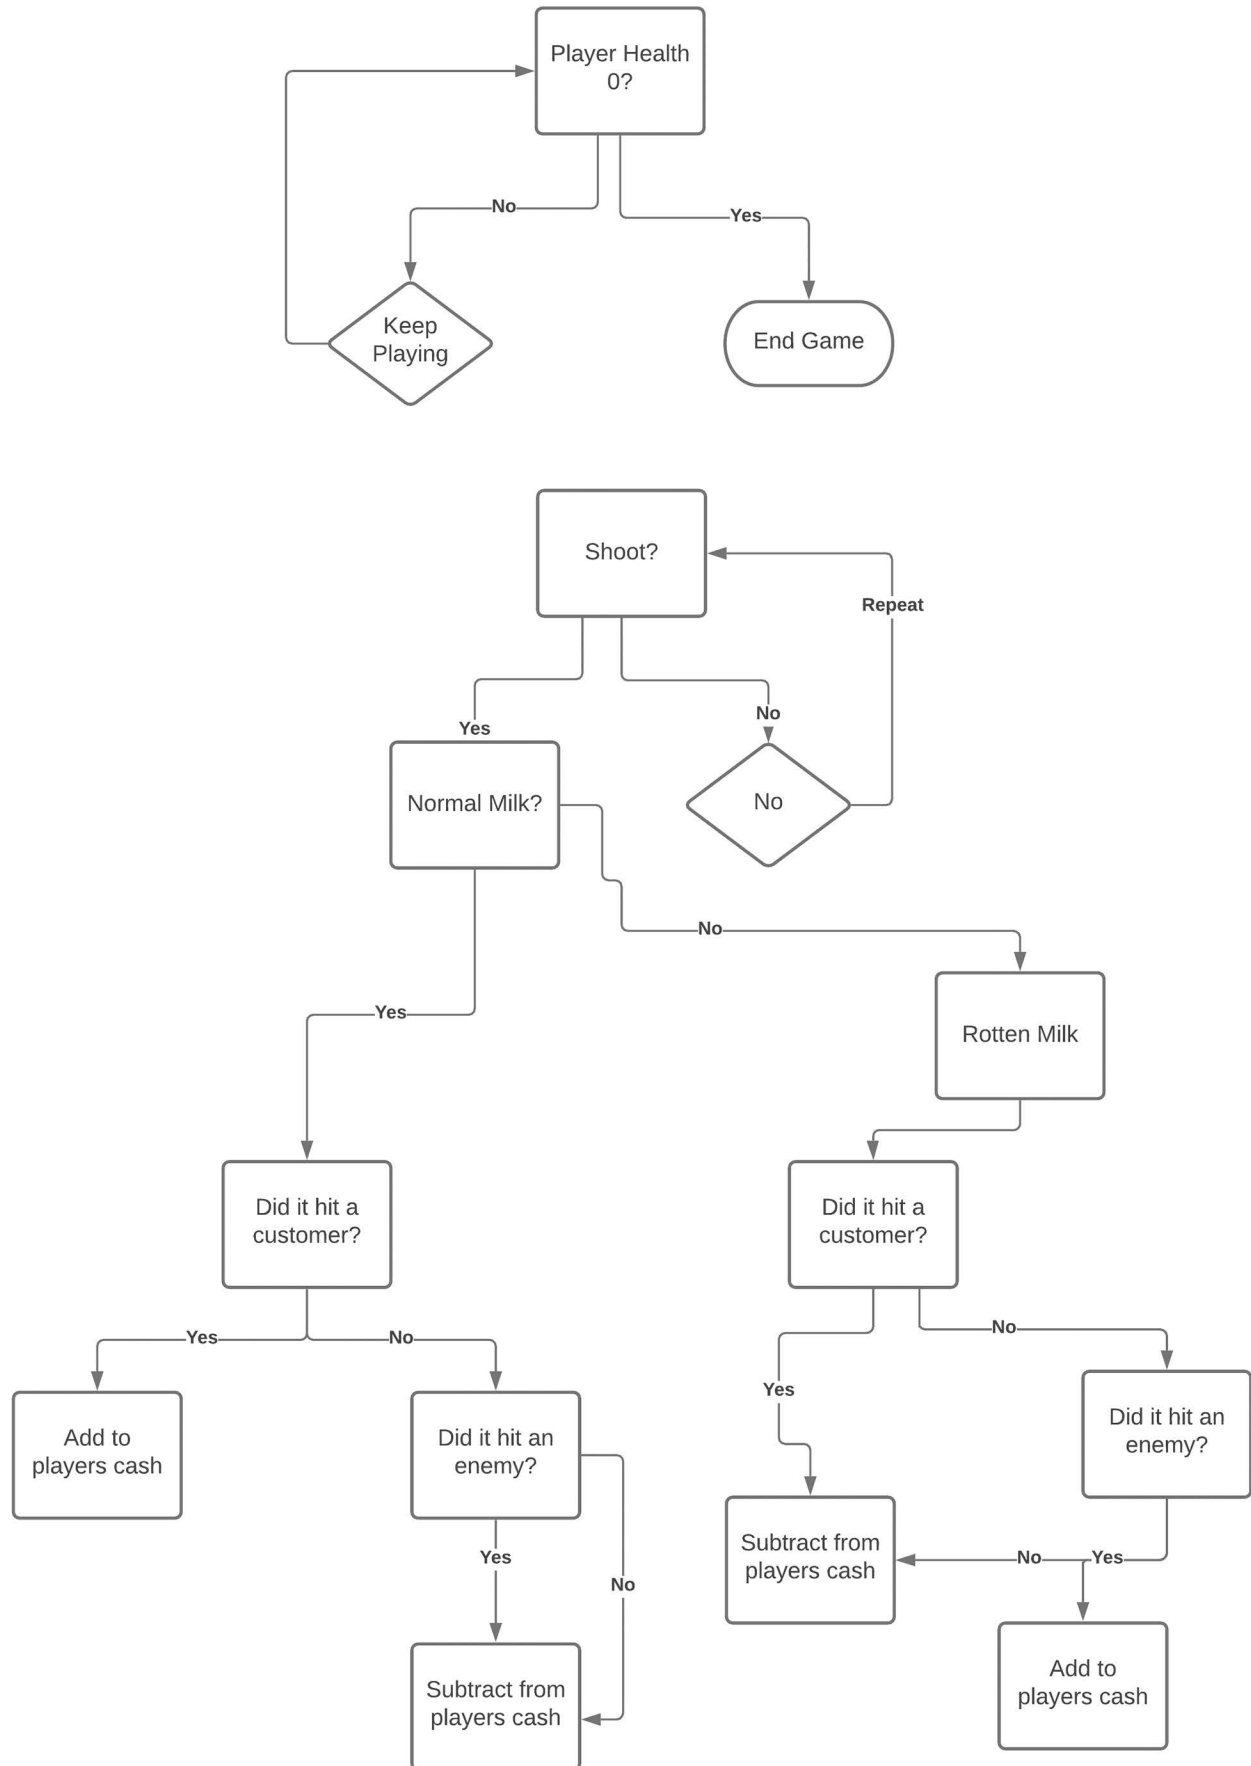 Player Health
0?
No
Yes
Keep
Playing
End Game
Shoot?
Repeat
Yes
No
Normal Milk?
No
No
Yes
Rotten Milk
Did it hit a
customer?
Did it hit a
customer?
Yes
No
No
Yes
Add to
players cash
Did it hit an
enemy?
Did it hit an
enemy?
Yes
No
Subtract from
players cash
No
Yes
Subtract from
players cash
Add to
players cash